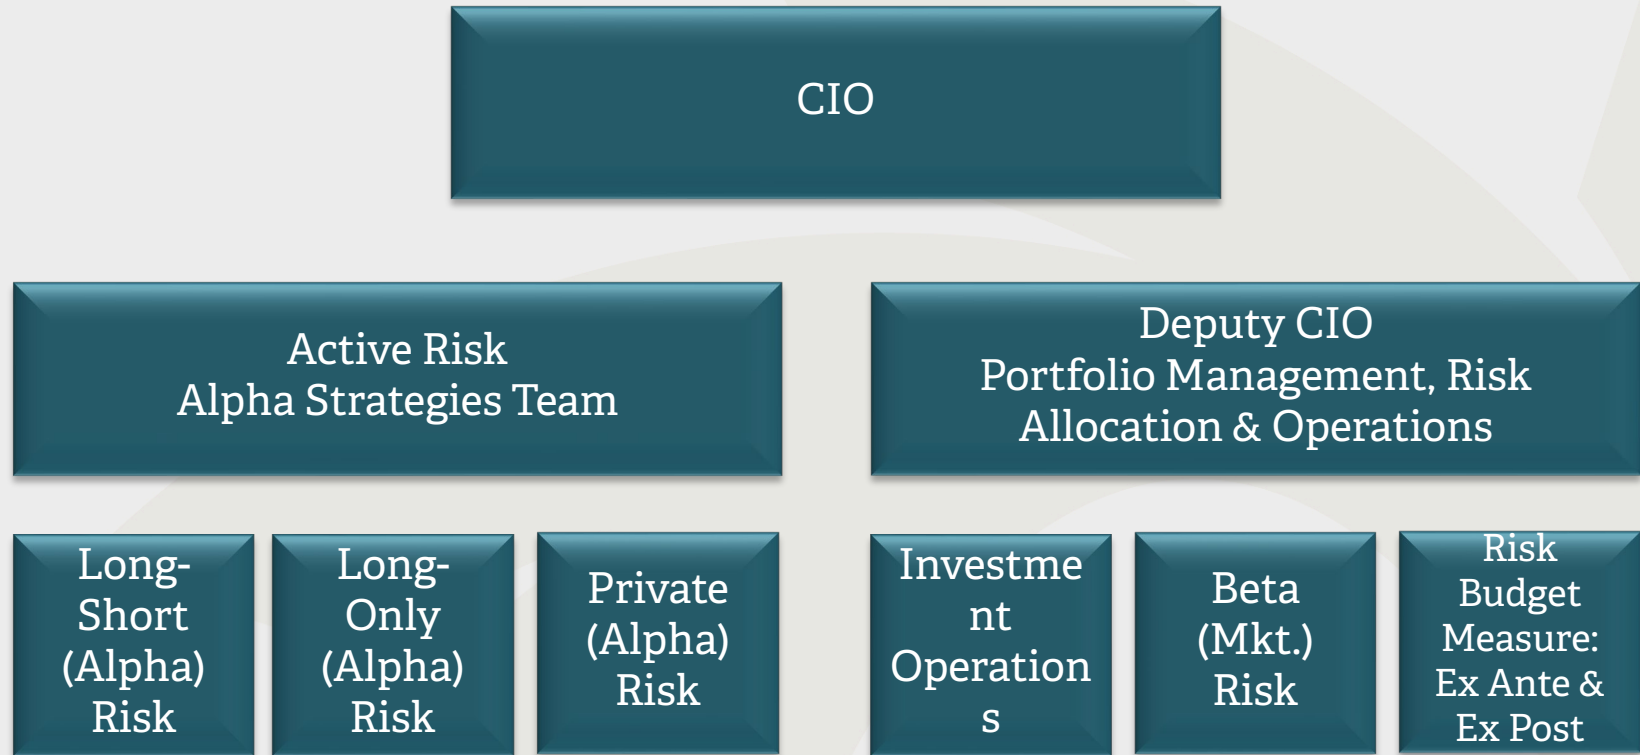 CIO
Active Risk
Alpha Strategies Team
Deputy CIO
Portfolio Management, Risk
Allocation & Operations
Long-
Short
(Alpha)
Risk
Long-
Only
(Alpha)
Risk
Private
(Alpha)
Risk
Investme
nt
Operation
s
Beta
(Mkt.)
Risk
Risk
Budget
Measure:
Ex Ante &
Ex Post